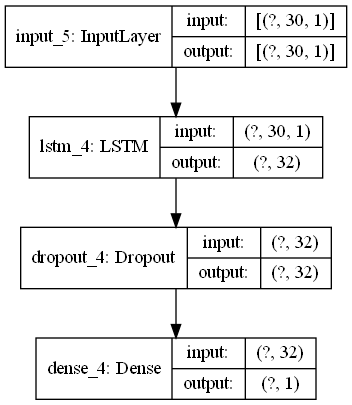 input_5: InputLayer
input:
[(?, 30, 1)]
output:
[(?, 30, 1)]
lstm_4: LSTM
input:
(?, 30, 1)
output:
(?, 32)
dropout_4: Dropout
input:
(?, 32)
output:
(?, 32)
dense_4: Dense
input:
(?, 32)
output:
(?, 1)